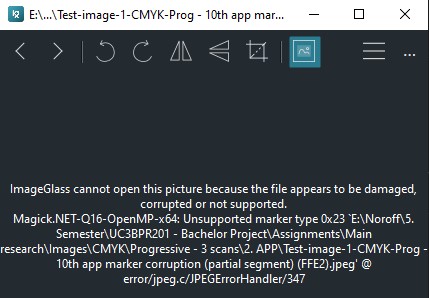 E:\...\Test-image-1-CMYK-Prog - 10th app mar...
ImageGlass cannot open this picture because the file appears to be damaged,
corrupted or not supported.
Magick.NET-Q16-OpenMP-x64: Unsupported marker type 0x23 `E:\Noroff\5.
Semester\UC3BPR201 - Bachelor Project\Assignments\Main
research\Images\CMYK\Progressive - 3 scans\2. APP\Test-image-1-CMYK-Prog -
10th app marker corruption (partial segment) (FFE2).jpeg' @
error/jpeg.c/JPEGErrorHandler/347